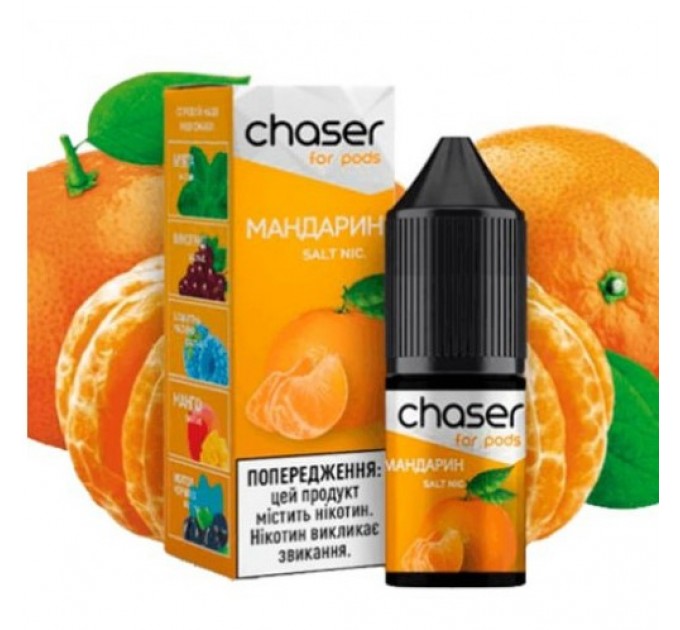 chaser
for pods
МАНДАРИН
SALT NIC.
МАНГО
ПОПЕРЕДЖЕННЯ:
цей продукт
містить нікотин.
Нікотин викликає
звикання.
chaser
for pods
МАНДАРИН
SALT NIC.